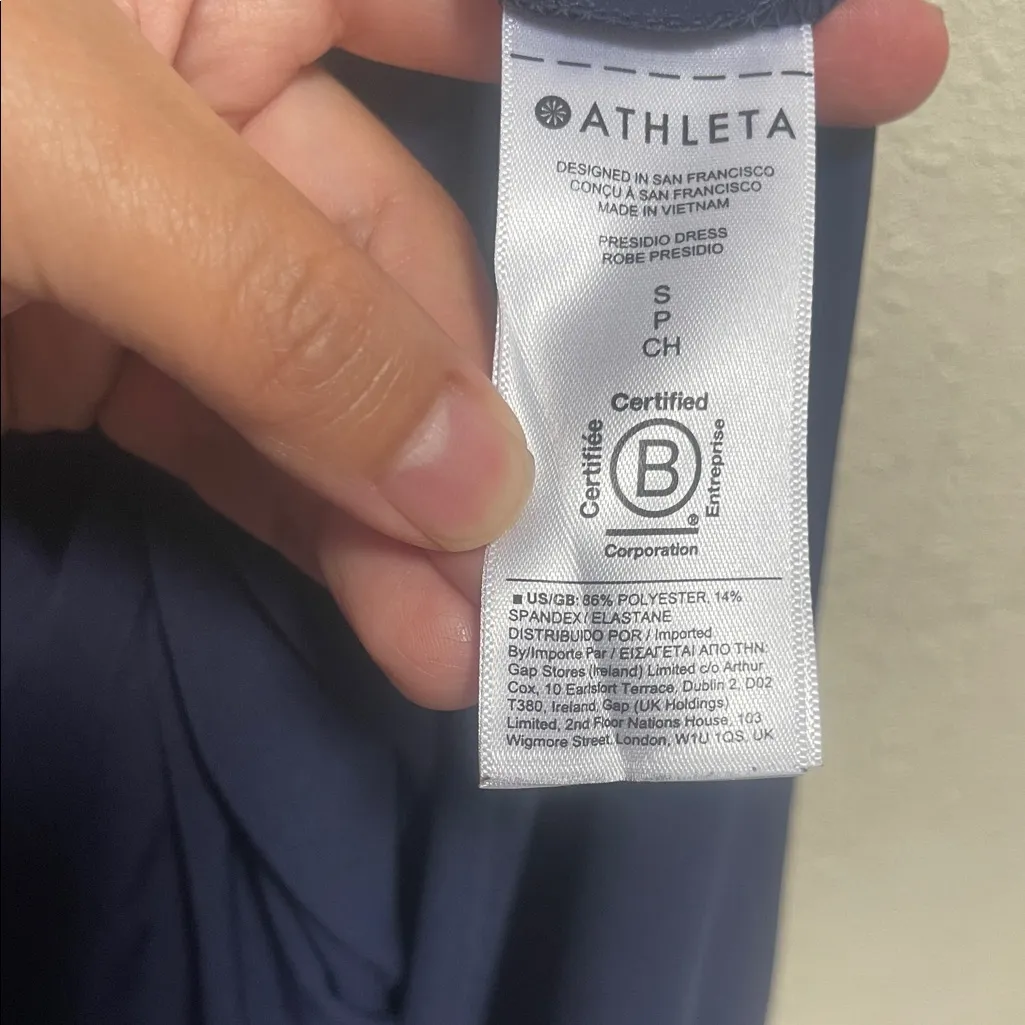 ATHLETA
DESIGNED IN SAN FRANCISCO
CONÇU À SAN FRANCISCO
MADE IN VIETNAM
PRESIDIO DRESS
ROBE PRESIDIO
S
P
CH
Certified
Certifiée
B
Entreprise
®
Corporation
■ US/GB: 86% POLYESTER, 14%
SPANDEX / ELASTANE
DISTRIBUIDO POR / Imported
By/Importe Par / ΕΙΣΑΓΕΤΑΙ ΑΠΟ ΤΗΝ:
Gap Stores (Ireland) Limited c/o Arthur
Cox, 10 Earlsfort Terrace, Dublin 2, D02
T380, Ireland, Gap (UK Holdings)
Limited, 2nd Floor Nations House, 103
Wigmore Street, London, W1U 1QS, UK